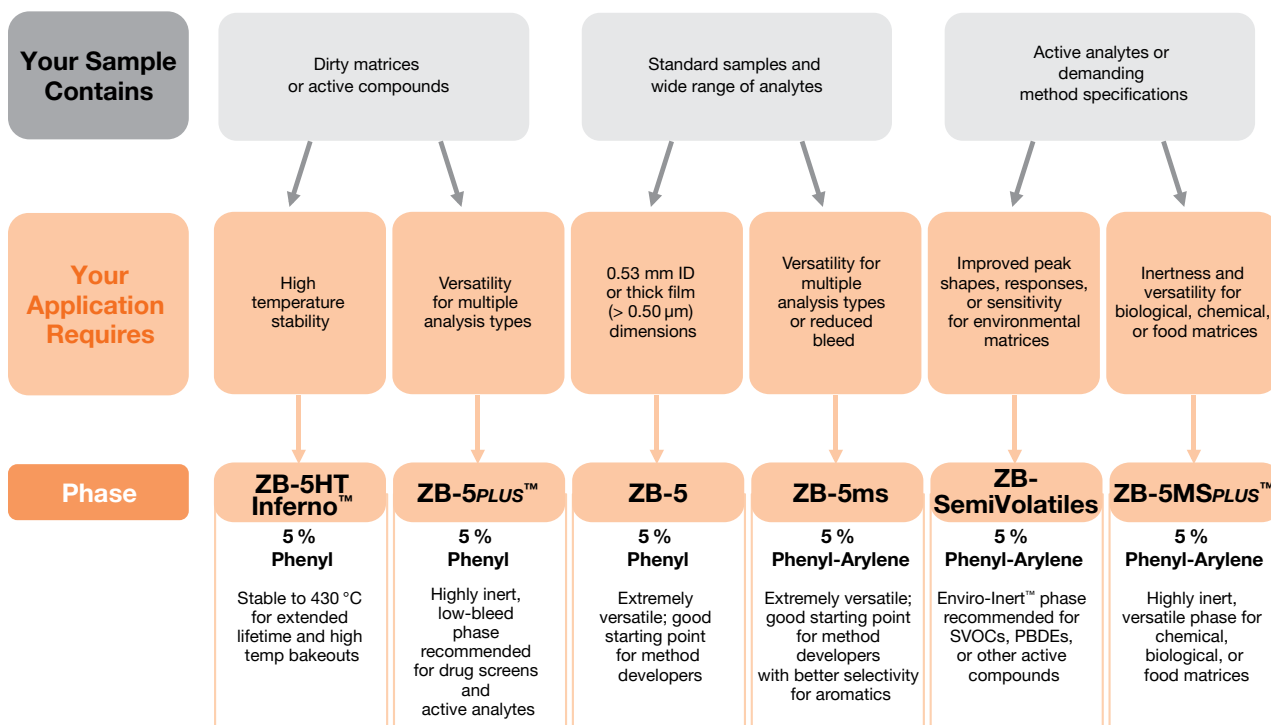 Your Sample
Contains
Dirty matrices
or active compounds
Standard samples and
wide range of analytes
Active analytes or
demanding
method specifications
Your
Application
Requires
High
temperature
stability
Versatility
for multiple
analysis types
0.53 mm ID
or thick film
(> 0.50 µm)
dimensions
Versatility for
multiple
analysis types
or reduced
bleed
Improved peak
shapes, responses,
or sensitivity
for environmental
matrices
Inertness and
versatility for
biological, chemical,
or food matrices
Phase
ZB-5HT
Inferno™
5 %
Phenyl
Stable to 430 °C
for extended
lifetime and high
temp bakeouts
ZB-5PLUS™
5 %
Phenyl
Highly inert,
low-bleed
phase
recommended
for drug screens
and
active analytes
ZB-5
5 %
Phenyl
Extremely
versatile; good
starting point
for method
developers
ZB-5ms
5 %
Phenyl-Arylene
Extremely versatile;
good starting point
for method
developers
with better selectivity
for aromatics
ZB-
SemiVolatiles
5 %
Phenyl-Arylene
Enviro-Inert™ phase
recommended for
SVOCs, PBDEs,
or other active
compounds
ZB-5MSPLUS™
5 %
Phenyl-Arylene
Highly inert,
versatile phase for
chemical,
biological, or
food matrices